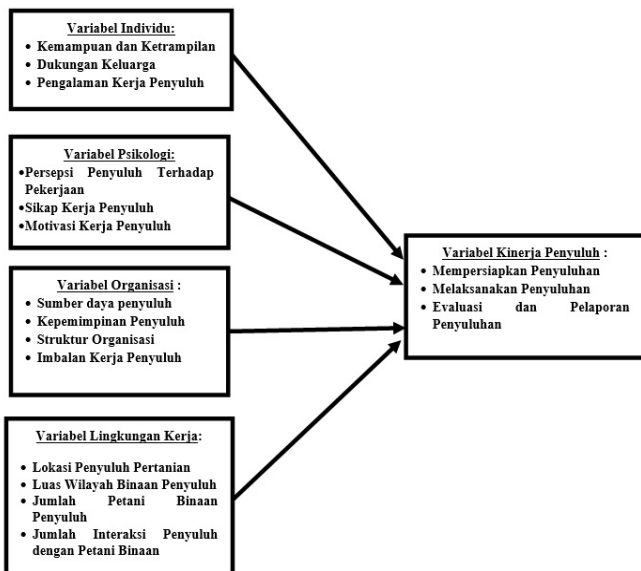 Variabel Individu:
• Kemampuan dan Ketrampilan
• Dukungan Keluarga
• Pengalaman Kerja Penyuluh
Variabel Psikologi:
•Persepsi Penyuluh Terhadap
Pekerjaan
•Sikap Kerja Penyuluh
•Motivasi Kerja Penyuluh
Variabel Organisasi :
• Sumber daya penyuluh
• Kepemimpinan Penyuluh
• Struktur Organisasi
• Imbalan Kerja Penyuluh
Variabel Lingkungan Kerja:
• Lokasi Penyuluh Pertanian
• Luas Wilayah Binaan Penyuluh
• Jumlah Petani Binaan
Penyuluh
• Jumlah Interaksi Penyuluh
dengan Petani Binaan
Variabel Kinerja Penyuluh :
• Mempersiapkan Penyuluhan
• Melaksanakan Penyuluhan
• Evaluasi dan Pelaporan
Penyuluhan